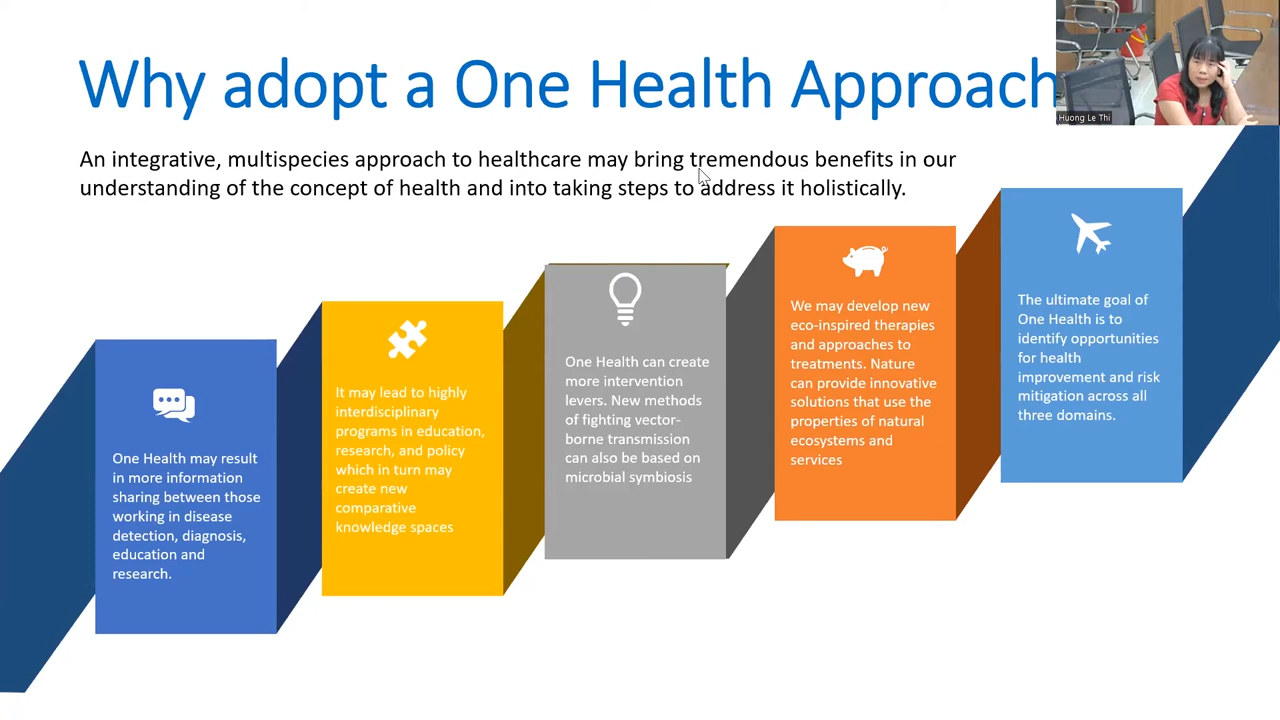 Why adopt a One Health Approach
Huong Le Thi
An integrative, multispecies approach to healthcare may bring tremendous benefits in our
understanding of the concept of health and into taking steps to address it holistically.
One Health may result
in more information
sharing between those
working in disease
detection, diagnosis,
education and
research.
It may lead to highly
interdisciplinary
programs in education,
research, and policy
which in turn may
create new
comparative
knowledge spaces
One Health can create
more intervention
levers. New methods
of fighting vector-
borne transmission
can also be based on
microbial symbiosis
We may develop new
eco-inspired therapies
and approaches to
treatments. Nature
can provide innovative
solutions that use the
properties of natural
ecosystems and
services
The ultimate goal of
One Health is to
identify opportunities
for health
improvement and risk
mitigation across all
three domains.